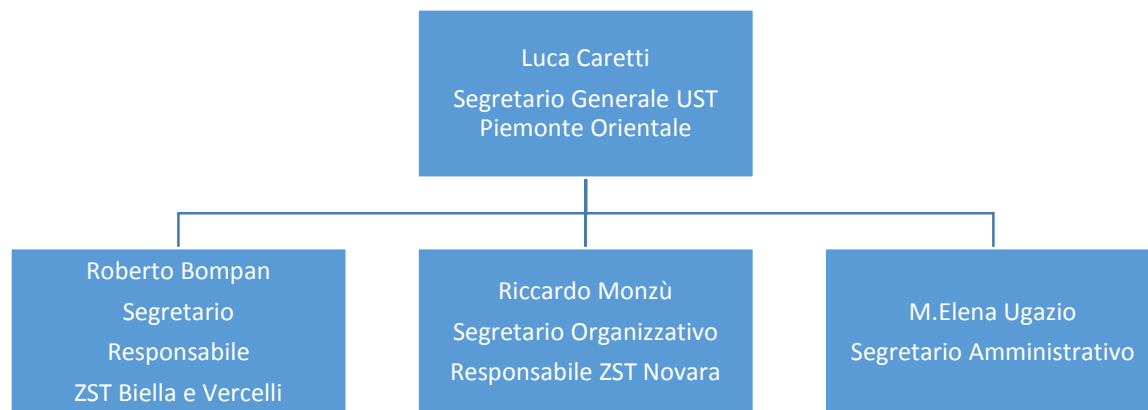 Luca Caretti
Segretario Generale UST
Piemonte Orientale
Roberto Bompan
Segretario
Responsabile
ZST Biella e Vercelli
Riccardo Monzù
Segretario Organizzativo
Responsabile ZST Novara
M.Elena Ugazio
Segretario Amministrativo